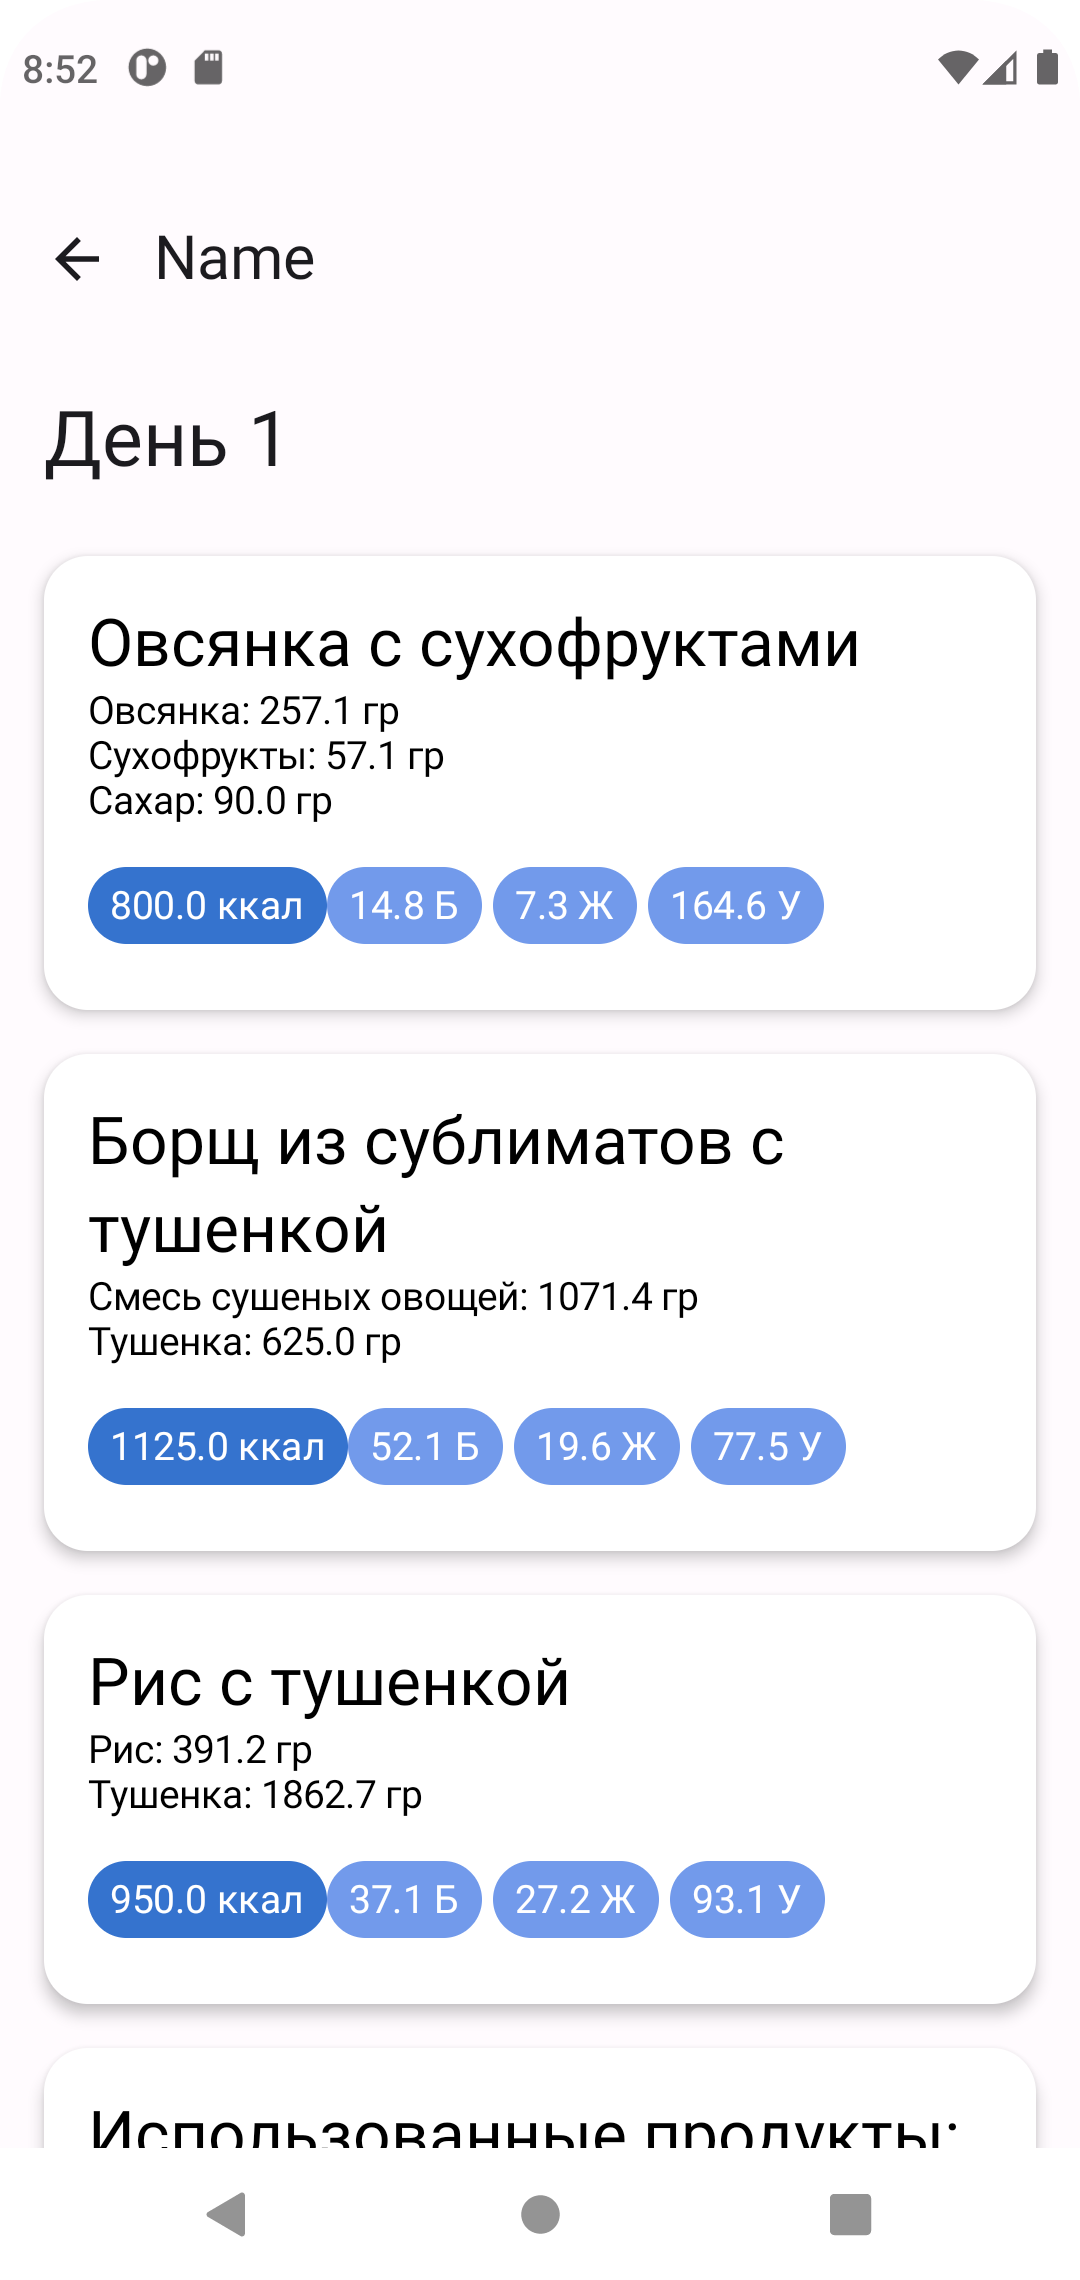 8:52
Name
День 1
Овсянка с сухофруктами
Овсянка: 257.1 гр
Сухофрукты: 57.1 гр
Сахар: 90.0 гр
800.0 ккал 14.8 Б 7.3 Ж 164.6 У
Борщ из сублиматов с
тушенкой
Смесь сушеных овощей: 1071.4 гр
Тушенка: 625.0 гр
1125.0 ккал 52.1 Б 19.6 Ж 77.5 У
Рис с тушенкой
Рис: 391.2 гр
Тушенка: 1862.7 гр
950.0 ккал 37.1 Б 27.2 Ж 93.1 У
Использованные продукты: